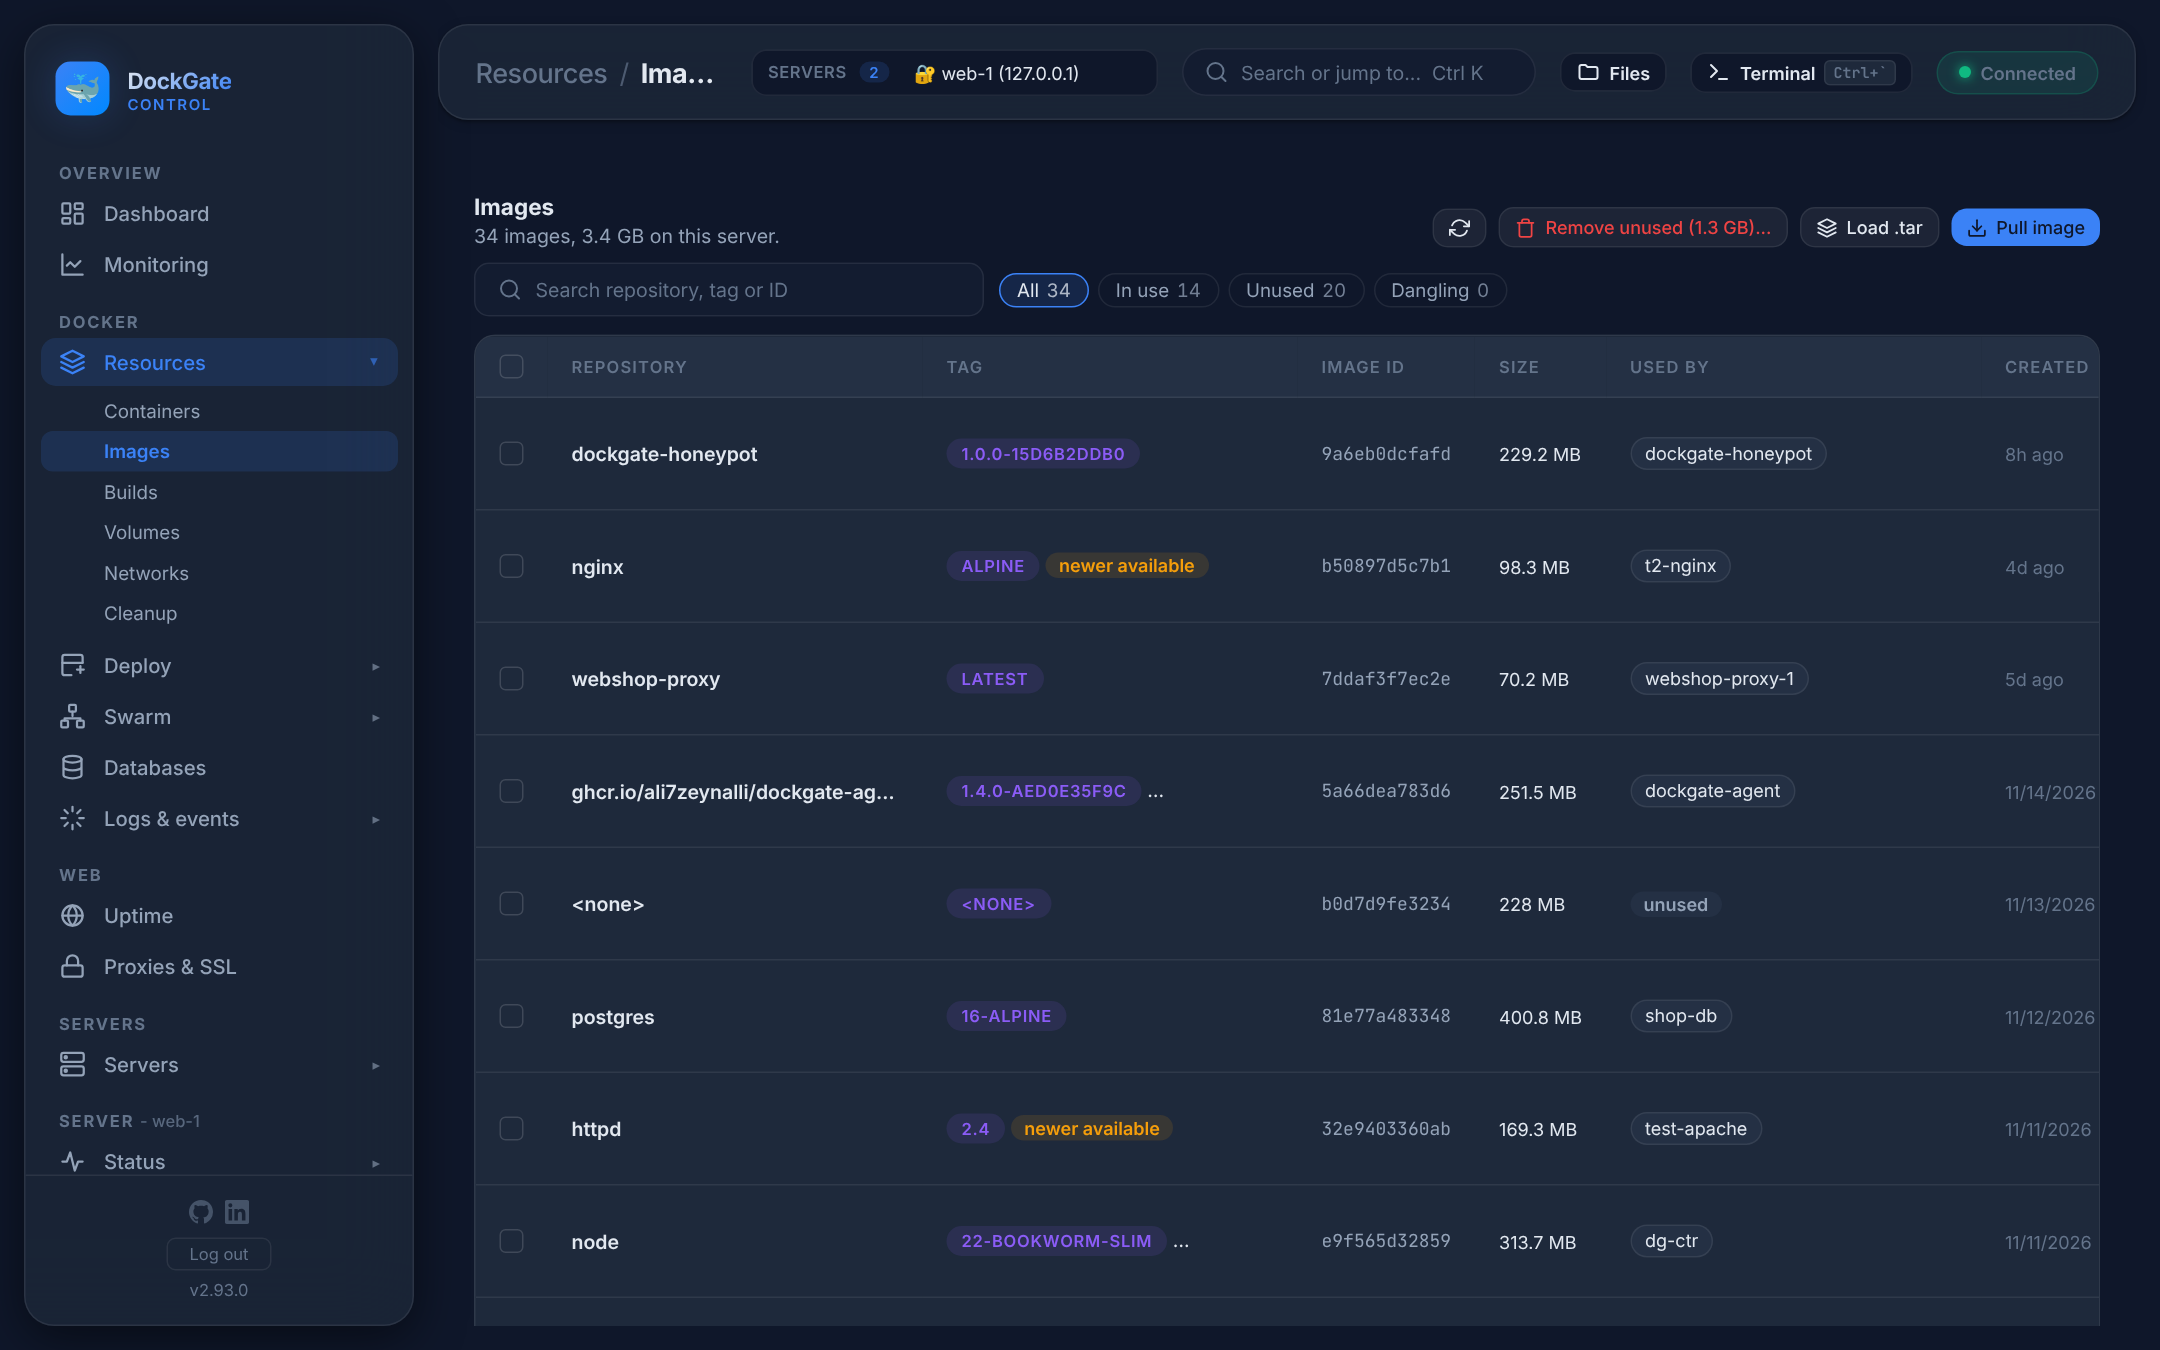 DockGate
CONTROL
OVERVIEW
Dashboard
Monitoring
DOCKER
Resources
Containers
Images
Builds
Volumes
Networks
Cleanup
Deploy
Swarm
Databases
Logs & events
WEB
Uptime
Proxies & SSL
SERVERS
Servers
SERVER - web-1
Status
Log out
v2.93.0
Resources / Ima...
SERVERS 2 web-1 (127.0.0.1)
Search or jump to... Ctrl K
Files
Terminal Ctrl+`
Connected
Images
34 images, 3.4 GB on this server.
Remove unused (1.3 GB)...
Load .tar
Pull image
Search repository, tag or ID
All 34
In use 14
Unused 20
Dangling 0
REPOSITORY TAG IMAGE ID SIZE USED BY CREATED
dockgate-honeypot 1.0.0-15D6B2DDB0 9a6eb0dcfafd 229.2 MB dockgate-honeypot 8h ago
nginx ALPINE newer available b50897d5c7b1 98.3 MB t2-nginx 4d ago
webshop-proxy LATEST 7ddaf3f7ec2e 70.2 MB webshop-proxy-1 5d ago
ghcr.io/ali7zeynalli/dockgate-ag... 1.4.0-AED0E35F9C ... 5a66dea783d6 251.5 MB dockgate-agent 11/14/2026
<none> <NONE> b0d7d9fe3234 228 MB unused 11/13/2026
postgres 16-ALPINE 81e77a483348 400.8 MB shop-db 11/12/2026
httpd 2.4 newer available 32e9403360ab 169.3 MB test-apache 11/11/2026
node 22-BOOKWORM-SLIM ... e9f565d32859 313.7 MB dg-ctr 11/11/2026